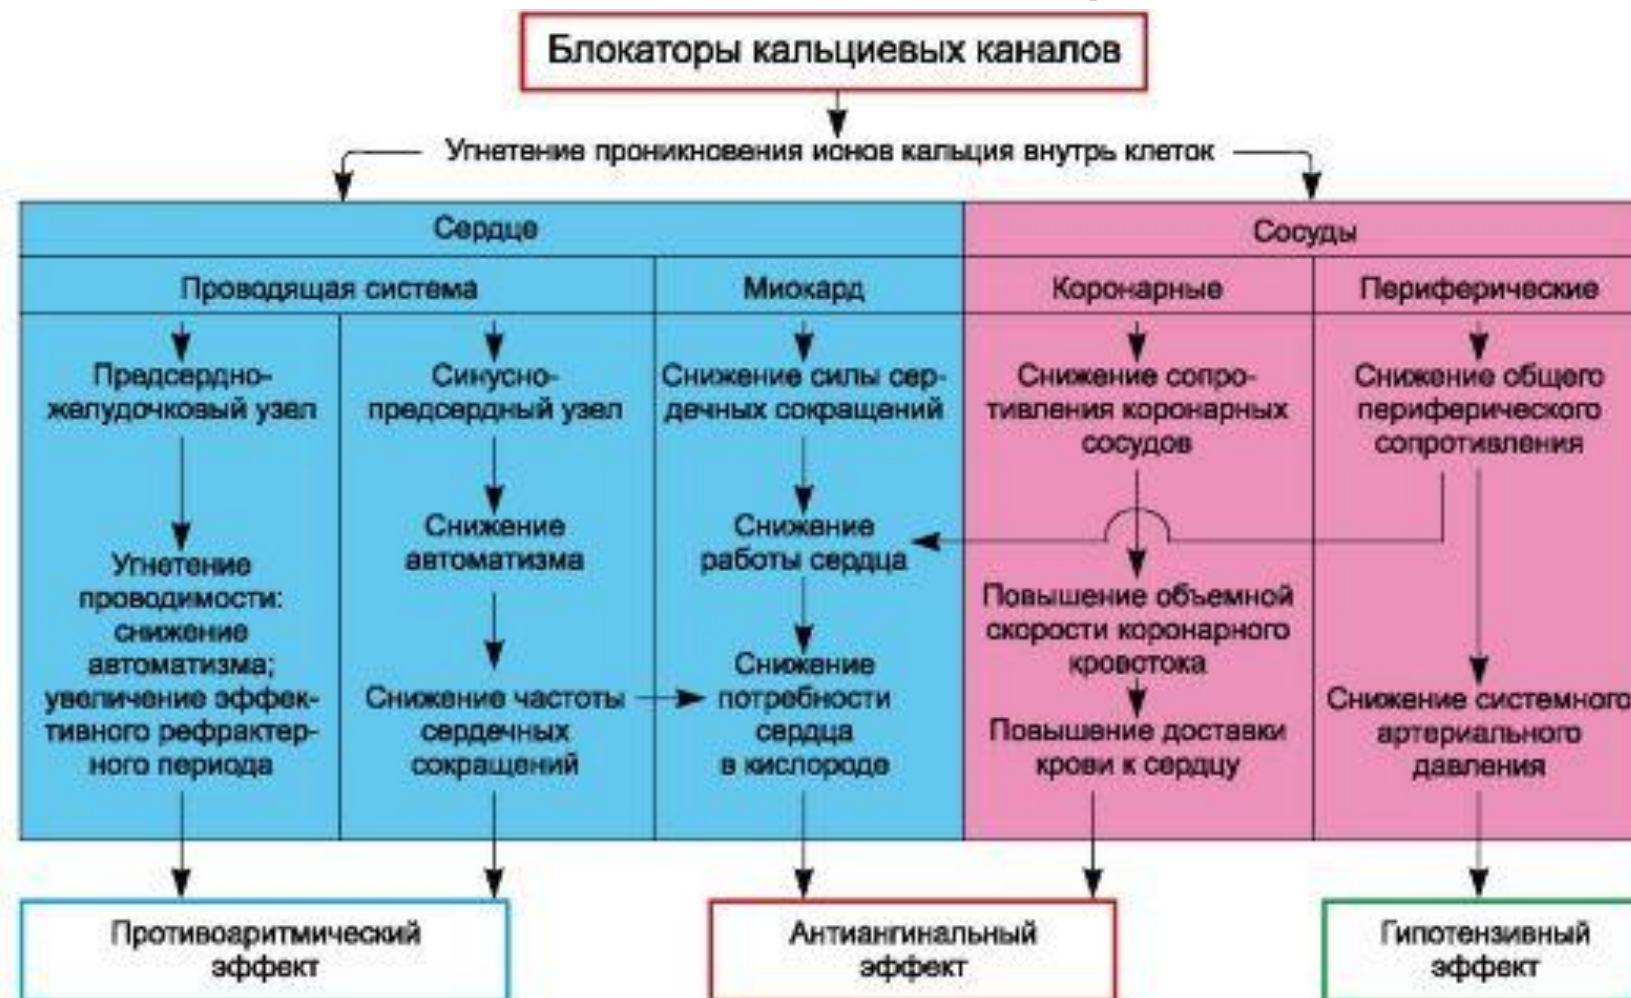 Блокаторы кальциевых каналов
Угнетение проникновения ионов кальция внутрь клеток
Сердце
Сосуды
Проводящая система
Миокард
Коронарные
Периферические
Предсердно-
желудочковый узел
Угнетение
проводимости:
снижение
автоматизма;
увеличение эффек-
тивного рефрактер-
ного периода
Синусно-
предсердный узел
Снижение
автоматизма
Снижение частоты
сердечных
сокращений
Снижение силы сер-
дечных сокращений
Снижение
работы сердца
Снижение
потребности
сердца
в кислороде
Снижение сопро-
тивления коронарных
сосудов
Повышение объемной
скорости коронарного
кровотока
Повышение доставки
крови к сердцу
Снижение общего
периферического
сопротивления
Снижение системного
артериального
давления
Противоаритмический
эффект
Антиангинальный
эффект
Гипотензивный
эффект